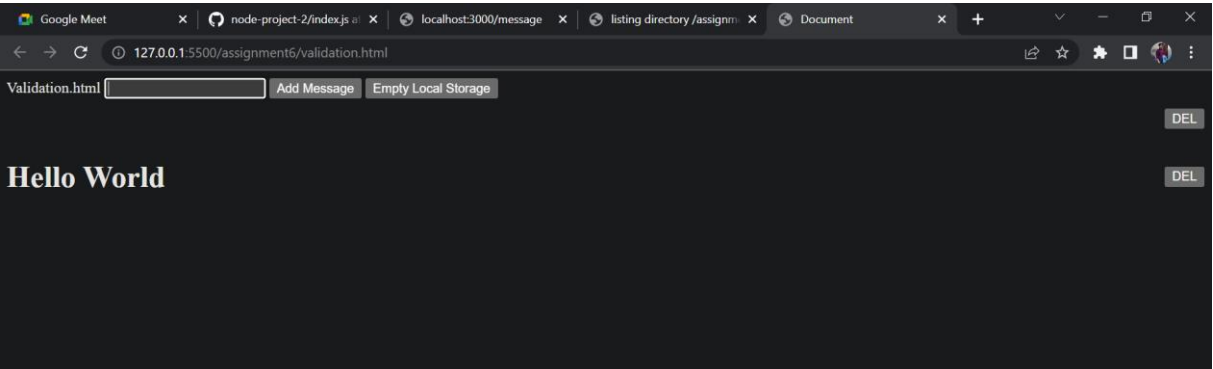 Google Meet
node-project-2/index.js at
localhost:3000/message
listing directory /assignm
Document
127.0.0.1:5500/assignment6/validation.html
Validation.html Add Message Empty Local Storage
DEL
Hello World DEL